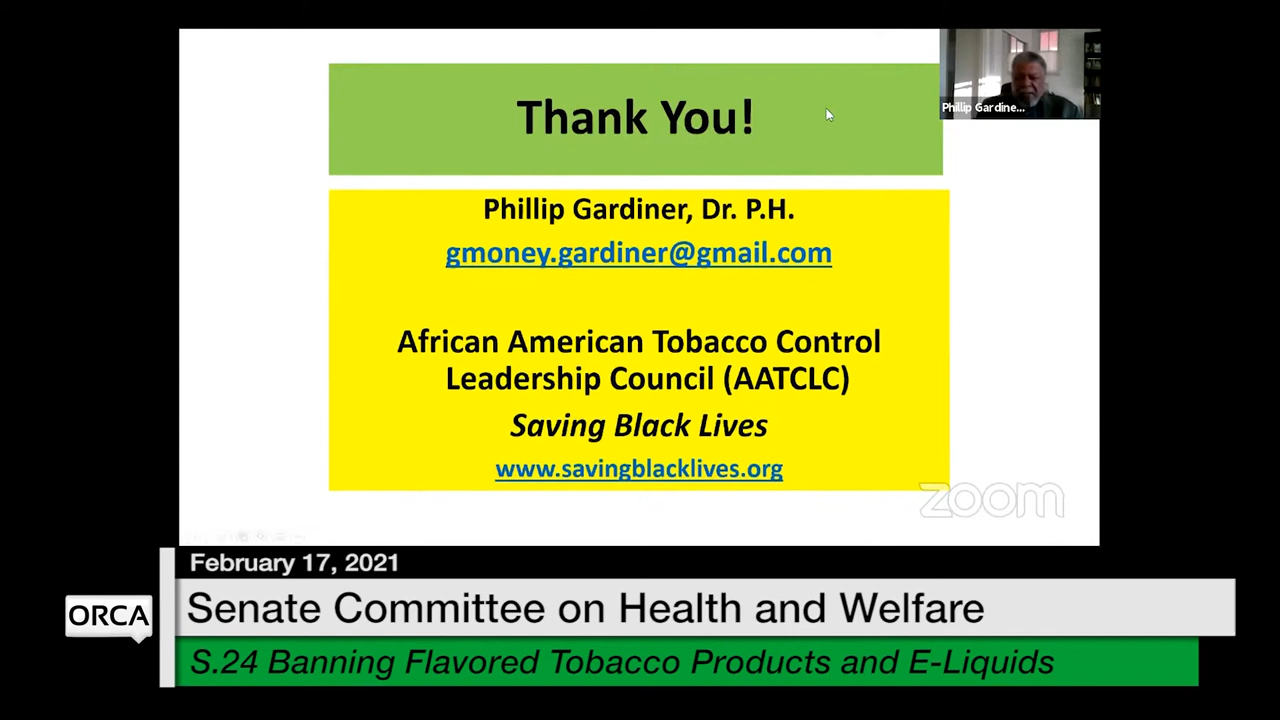 Thank You!
Phillip Gardine...
Phillip Gardiner, Dr. P.H.
gmoney.gardiner@gmail.com
African American Tobacco Control
Leadership Council (AATCLC)
Saving Black Lives
www.savingblacklives.org
zoom
February 17, 2021
ORCA
Senate Committee on Health and Welfare
S.24 Banning Flavored Tobacco Products and E-Liquids